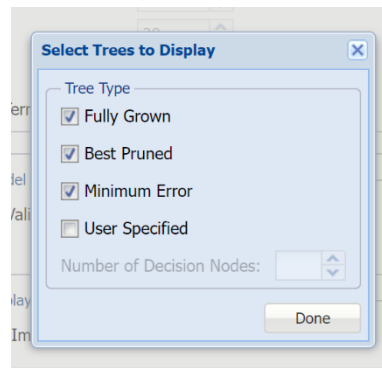 Select Trees to Display
Tree Type
Fully Grown
Best Pruned
Minimum Error
User Specified
Number of Decision Nodes:
Done